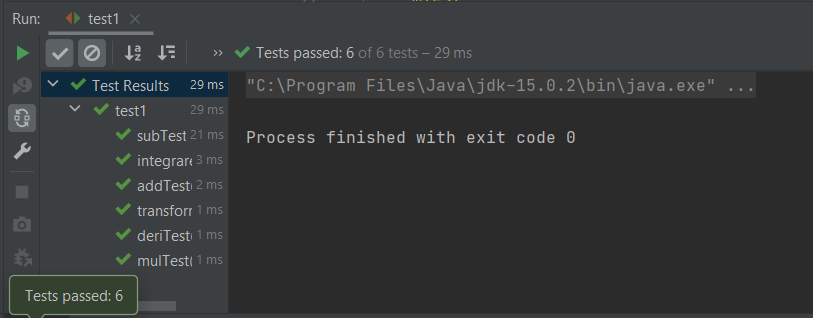 Run: test1
Tests passed: 6 of 6 tests – 29 ms
Test Results 29 ms
test1 29 ms
subTest 21 ms
integrare 3 ms
addTest( 2 ms
transforr 1 ms
deriTest( 1 ms
mulTest( 1 ms
"C:\Program Files\Java\jdk-15.0.2\bin\java.exe" ...
Process finished with exit code 0
Tests passed: 6